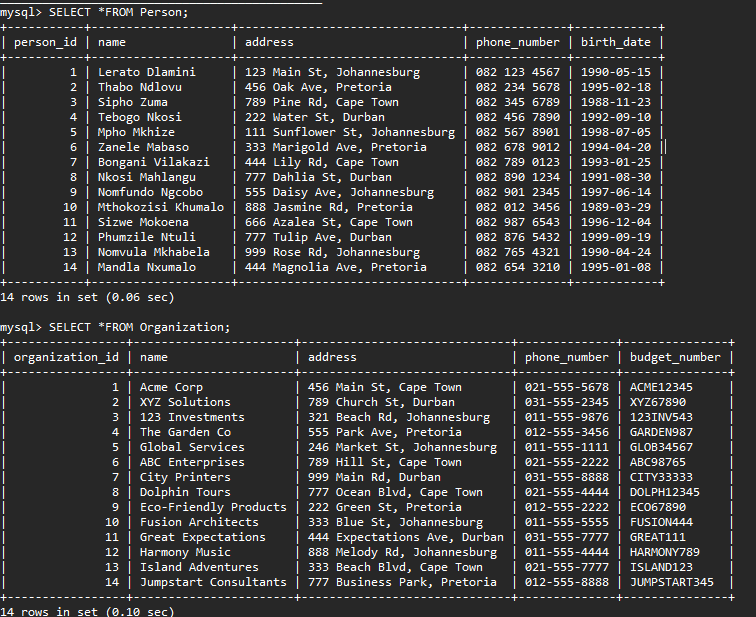 mysql> SELECT *FROM Person;
+-----------+-----------------+---------------------------+--------------+------------+
| person_id | name | address | phone_number | birth_date |
+-----------+-----------------+---------------------------+--------------+------------+
| 1 | Lerato Dlamini | 123 Main St, Johannesburg | 082 123 4567 | 1990-05-15 |
| 2 | Thabo Ndlovu | 456 Oak Ave, Pretoria | 082 234 5678 | 1995-02-18 |
| 3 | Sipho Zuma | 789 Pine Rd, Cape Town | 082 345 6789 | 1988-11-23 |
| 4 | Tebogo Nkosi | 222 Water St, Durban | 082 456 7890 | 1992-09-10 |
| 5 | Mpho Mkhize | 111 Sunflower St, Johannesburg | 082 567 8901 | 1998-07-05 |
| 6 | Zanele Mabaso | 333 Marigold Ave, Pretoria | 082 678 9012 | 1994-04-20 |
| 7 | Bongani Vilakazi | 444 Lily Rd, Cape Town | 082 789 0123 | 1993-01-25 |
| 8 | Nkosi Mahlangu | 777 Dahlia St, Durban | 082 890 1234 | 1991-08-30 |
| 9 | Nomfundo Ngcobo | 555 Daisy Ave, Johannesburg | 082 901 2345 | 1997-06-14 |
| 10 | Mthokozisi Khumalo | 888 Jasmine Rd, Pretoria | 082 012 3456 | 1989-03-29 |
| 11 | Sizwe Mokoena | 666 Azalea St, Cape Town | 082 987 6543 | 1996-12-04 |
| 12 | Phumzile Ntuli | 777 Tulip Ave, Durban | 082 876 5432 | 1999-09-19 |
| 13 | Nomvula Mkhabela | 999 Rose Rd, Johannesburg | 082 765 4321 | 1990-04-24 |
| 14 | Mandla Nxumalo | 444 Magnolia Ave, Pretoria | 082 654 3210 | 1995-01-08 |
+-----------+-----------------+---------------------------+--------------+------------+
14 rows in set (0.06 sec)
mysql> SELECT *FROM Organization;
+-----------------+-----------------------+------------------------------+--------------+---------------+
| organization_id | name | address | phone_number | budget_number |
+-----------------+-----------------------+------------------------------+--------------+---------------+
| 1 | Acme Corp | 456 Main St, Cape Town | 021-555-5678 | ACME12345 |
| 2 | XYZ Solutions | 789 Church St, Durban | 031-555-2345 | XYZ67890 |
| 3 | 123 Investments | 321 Beach Rd, Johannesburg | 011-555-9876 | 123INV543 |
| 4 | The Garden Co | 555 Park Ave, Pretoria | 012-555-3456 | GARDEN987 |
| 5 | Global Services | 246 Market St, Johannesburg | 011-555-1111 | GLOB34567 |
| 6 | ABC Enterprises | 789 Hill St, Cape Town | 021-555-2222 | ABC98765 |
| 7 | City Printers | 999 Main Rd, Durban | 031-555-8888 | CITY33333 |
| 8 | Dolphin Tours | 777 Ocean Blvd, Cape Town | 021-555-4444 | DOLPH12345 |
| 9 | Eco-Friendly Products | 222 Green St, Pretoria | 012-555-2222 | ECO67890 |
| 10 | Fusion Architects | 333 Blue St, Johannesburg | 011-555-5555 | FUSION444 |
| 11 | Great Expectations | 444 Expectations Ave, Durban | 031-555-7777 | GREAT111 |
| 12 | Harmony Music | 888 Melody Rd, Johannesburg | 011-555-4444 | HARMONY789 |
| 13 | Island Adventures | 333 Beach Blvd, Cape Town | 021-555-7777 | ISLAND123 |
| 14 | Jumpstart Consultants | 777 Business Park, Pretoria | 012-555-8888 | JUMPSTART345 |
+-----------------+-----------------------+------------------------------+--------------+---------------+
14 rows in set (0.10 sec)